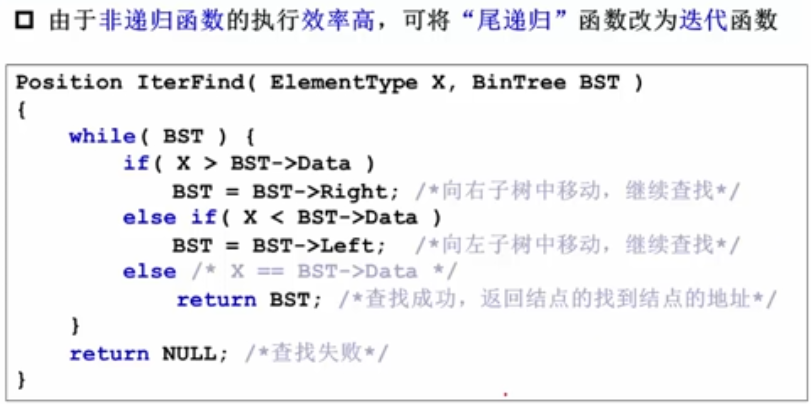 由于非递归函数的执行效率高，可将“尾递归”函数改为迭代函数
Position IterFind( ElementType X, BinTree BST )
{
while( BST ) {
if( X > BST->Data )
BST = BST->Right; /*向右子树中移动，继续查找*/
else if( X < BST->Data )
BST = BST->Left; /*向左子树中移动，继续查找*/
else /* X == BST->Data */
return BST; /*查找成功，返回结点的找到结点的地址*/
}
return NULL; /*查找失败*/
}